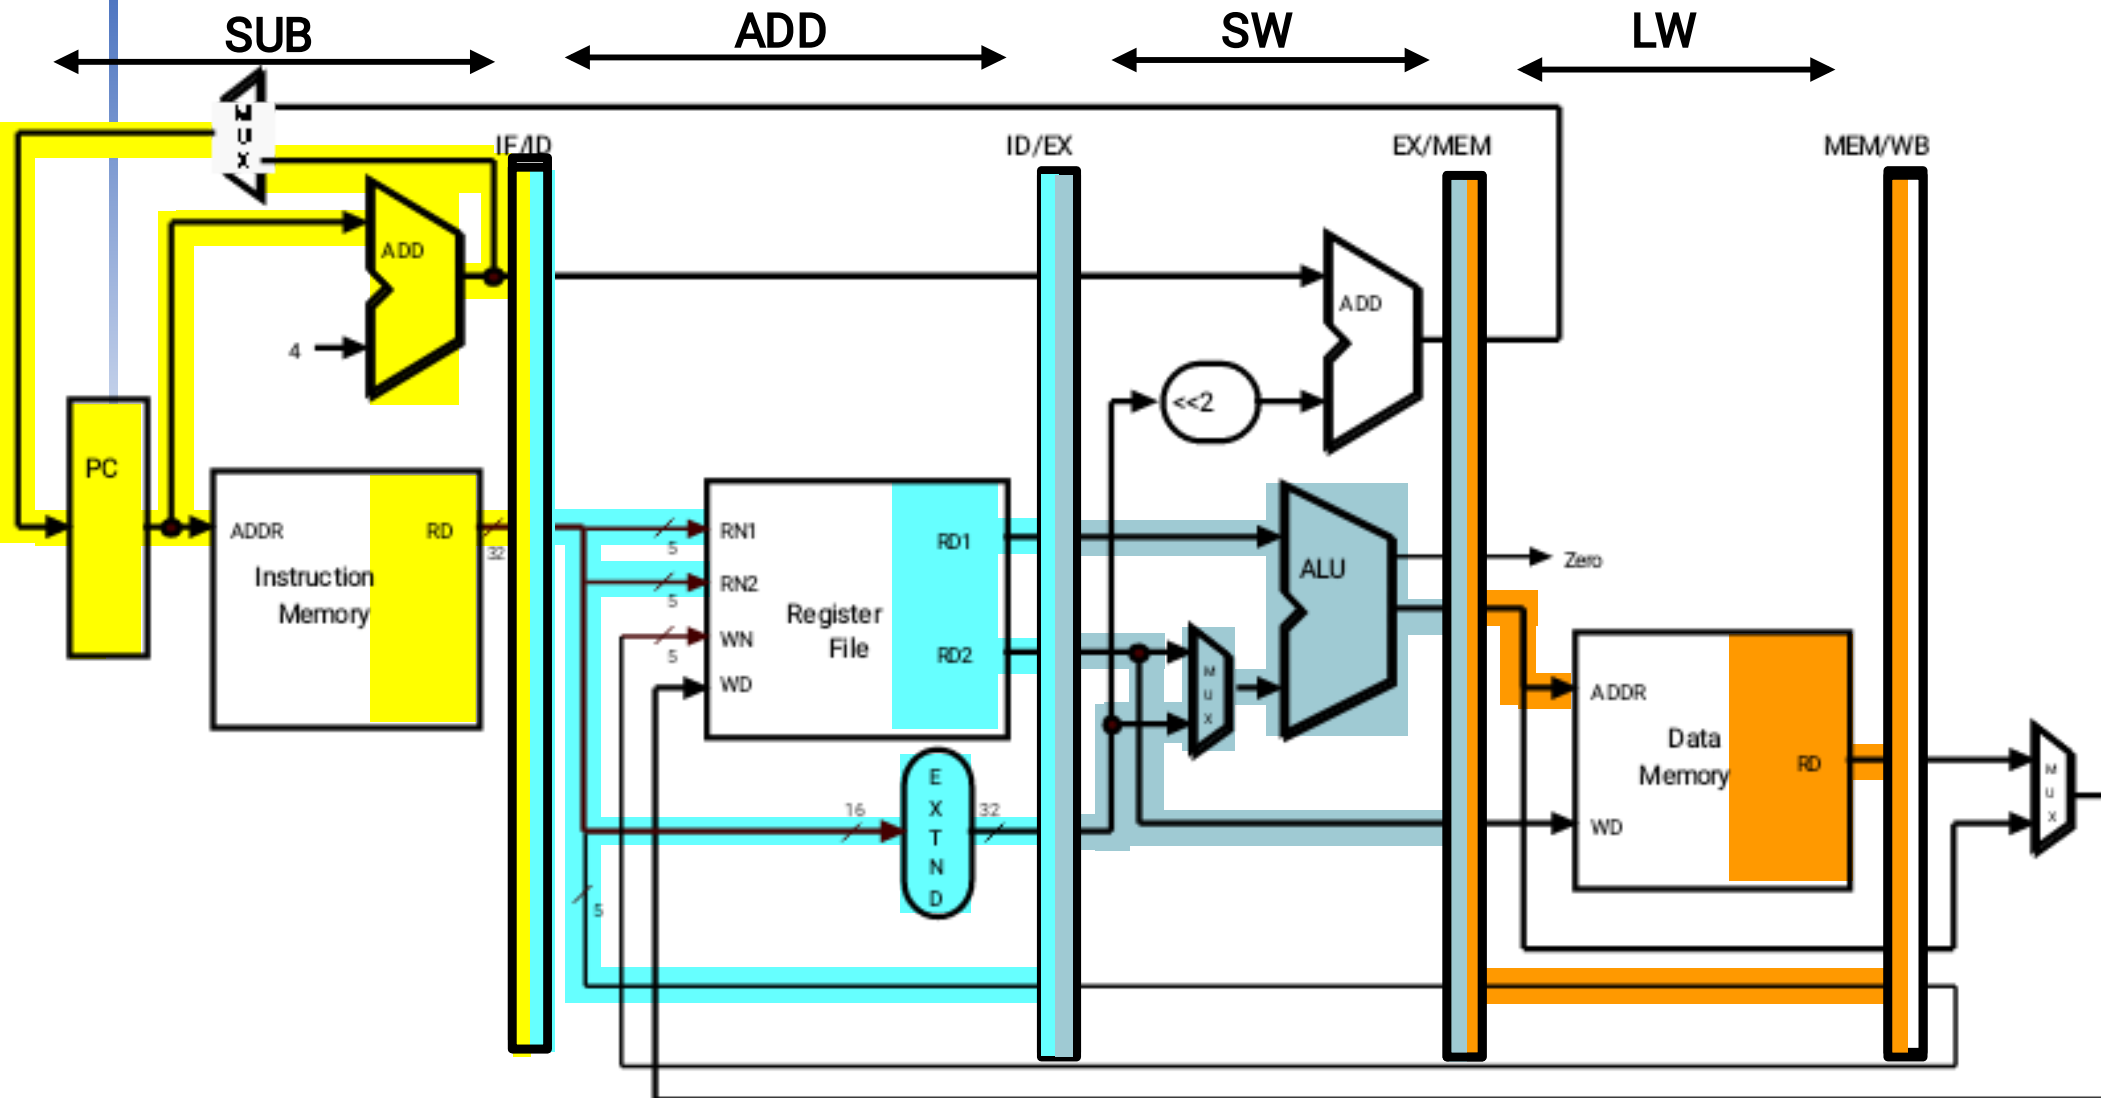 SUB
ADD
SW
LW
M
U
X
IF/ID
ID/EX
EX/MEM
MEM/WB
ADD
ADD
4
<<2
PC
ADDR
RD
32
Instruction
Memory
RN1
5
RN2
5
WN
5
WD
Register
File
RD1
RD2
ALU
Zero
M
U
X
ADDR
Data
Memory
RD
WD
M
U
X
E
X
T
N
D
16
32
5